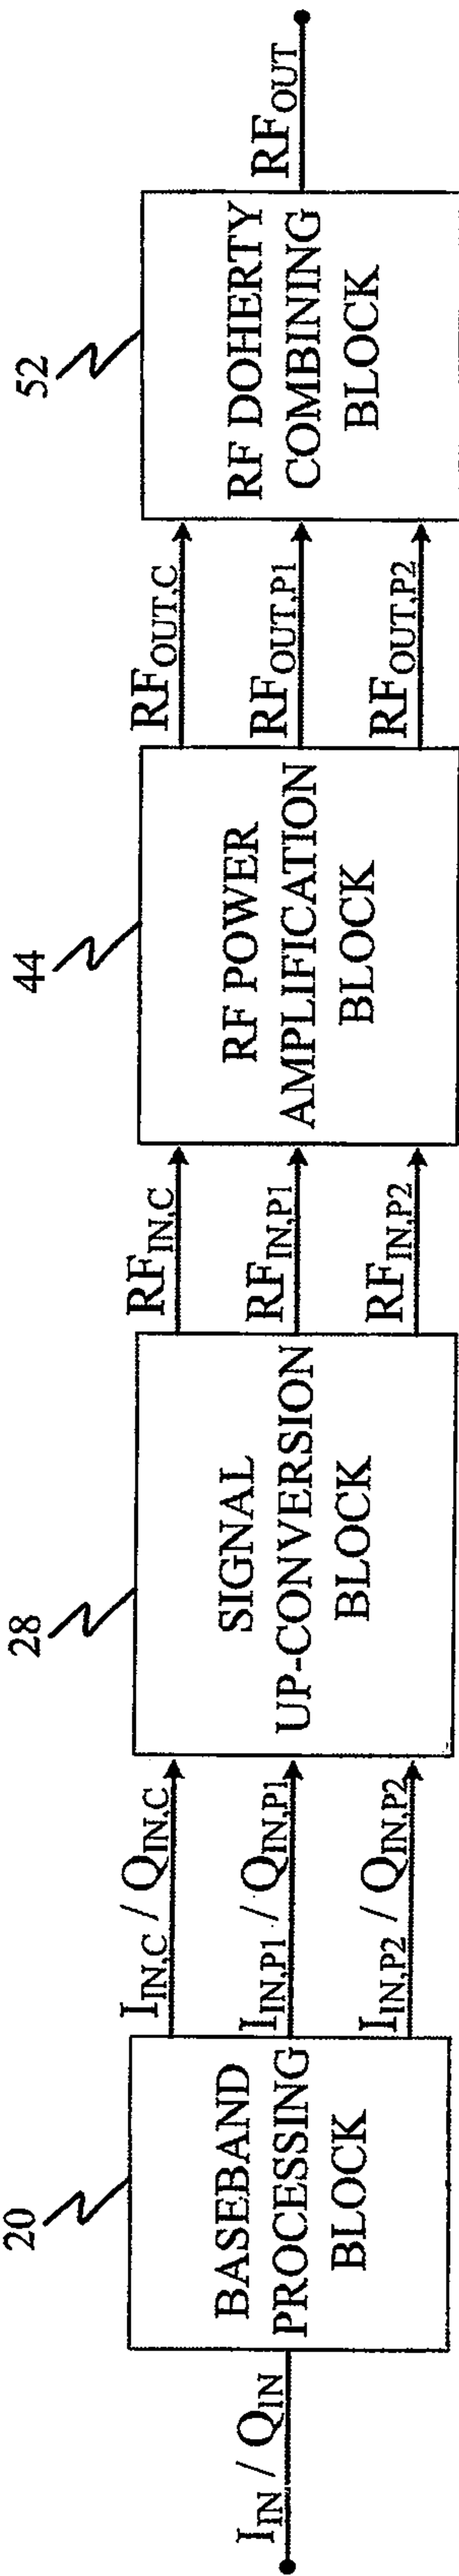 I_IN / Q_IN
20
BASEBAND
PROCESSING
BLOCK
I_IN,C / Q_IN,C
I_IN,P1 / Q_IN,P1
I_IN,P2 / Q_IN,P2
28
SIGNAL
UP-CONVERSION
BLOCK
RF_IN,C
RF_IN,P1
RF_IN,P2
44
RF POWER
AMPLIFICATION
BLOCK
RF_OUT,C
RF_OUT,P1
RF_OUT,P2
52
RF DOHERTY
COMBINING
BLOCK
RF_OUT